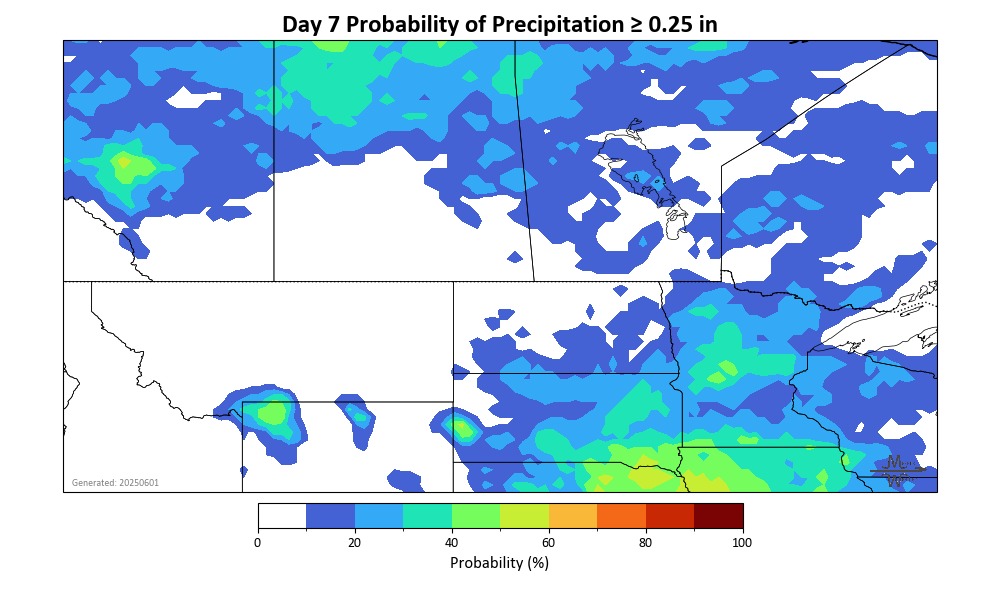 Day 7 Probability of Precipitation ≥ 0.25 in
Generated: 20250601
0 20 40 60 80 100
Probability (%)